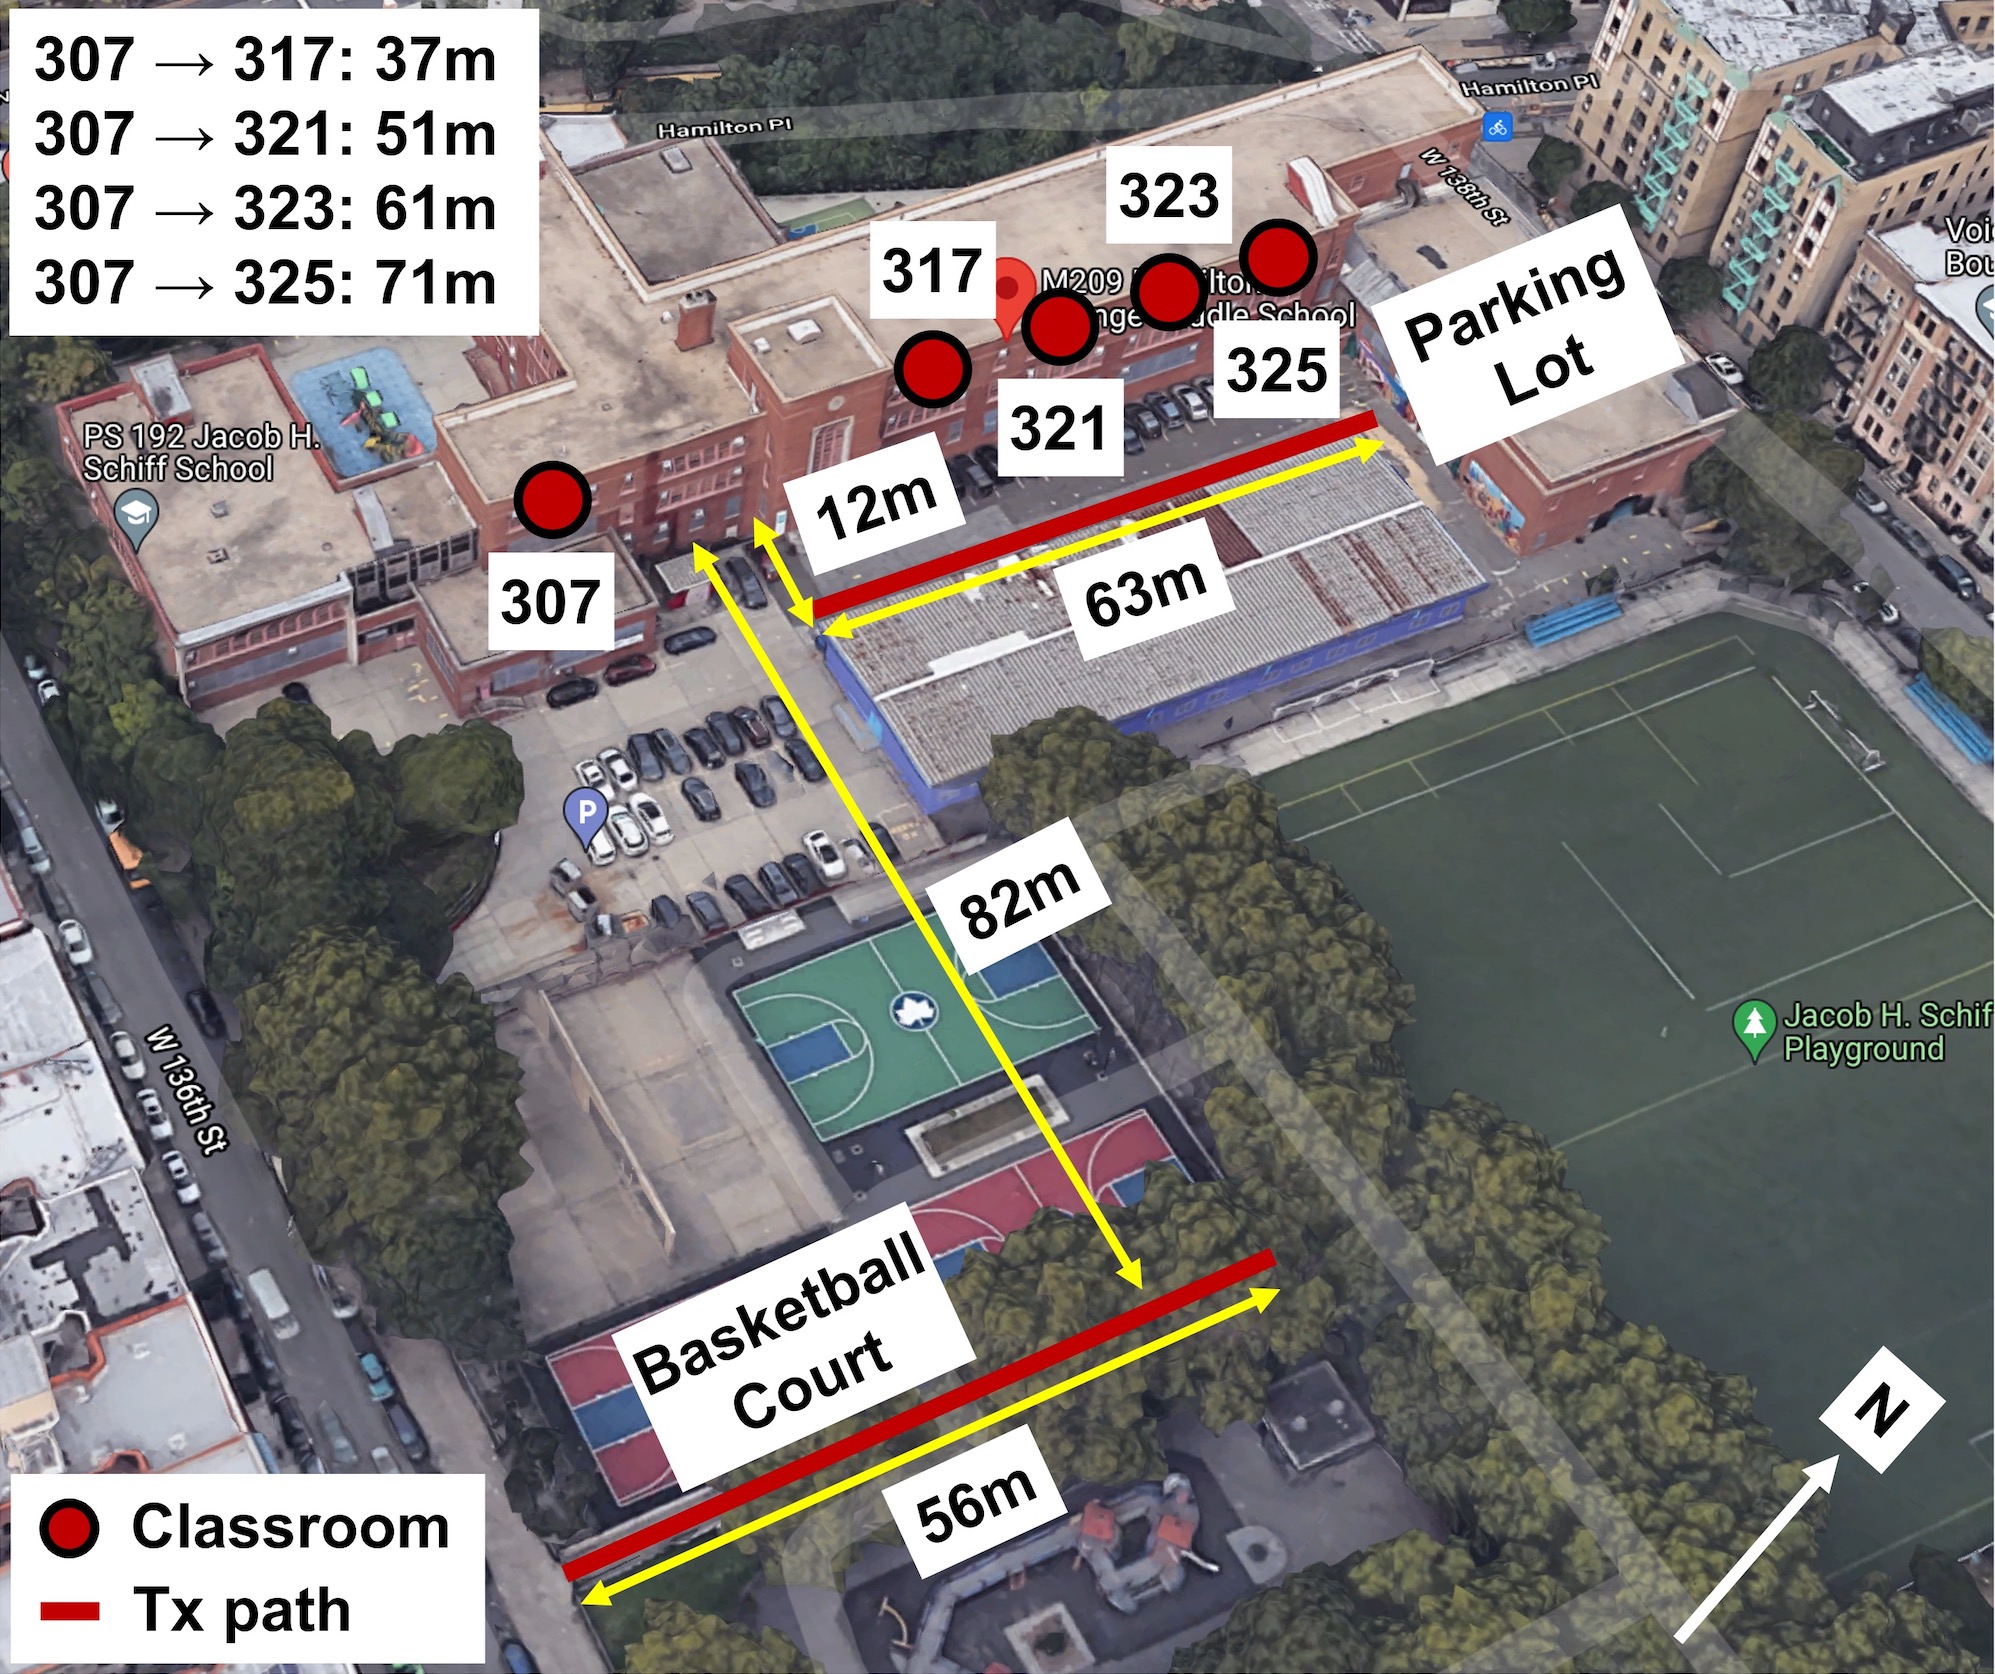 307 → 317: 37m
307 → 321: 51m
307 → 323: 61m
307 → 325: 71m
Hamilton Pl
Hamilton Pl
W 138th St
323
317
M209
325
321
Parking
Lot
PS 192 Jacob H.
Schiff School
12m
63m
307
P
82m
Jacob H. Schif
Playground
W 136th St
Basketball
Court
56m
N
Classroom
Tx path